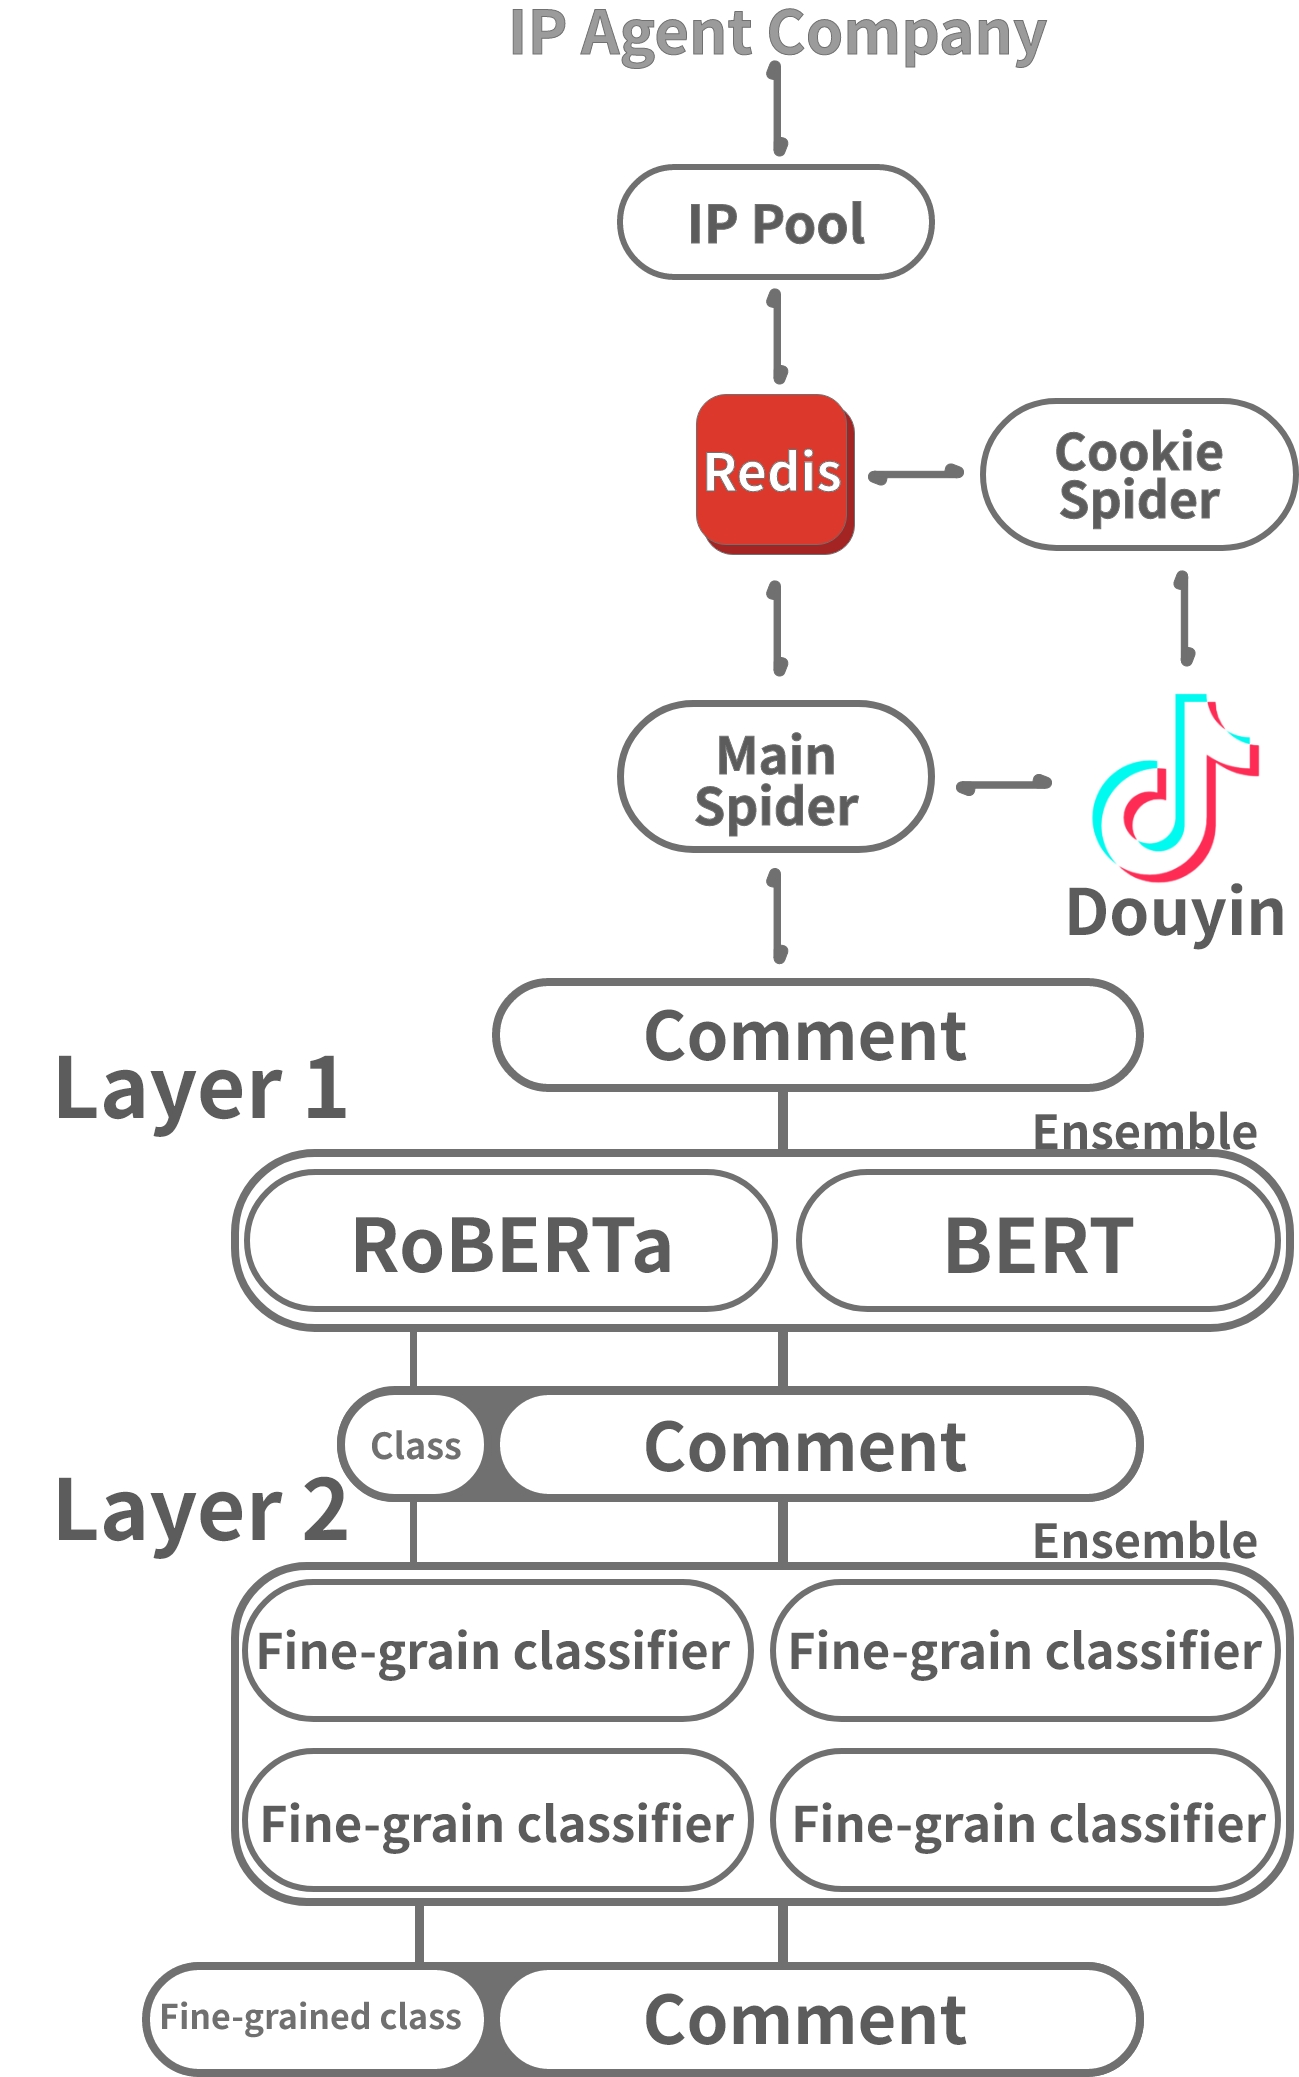 IP Agent Company
IP Pool
Redis
Cookie
Spider
Main
Spider
Douyin
Comment
Layer 1
Ensemble
RoBERTa
BERT
Class
Comment
Layer 2
Ensemble
Fine-grain classifier
Fine-grain classifier
Fine-grain classifier
Fine-grain classifier
Fine-grained class
Comment